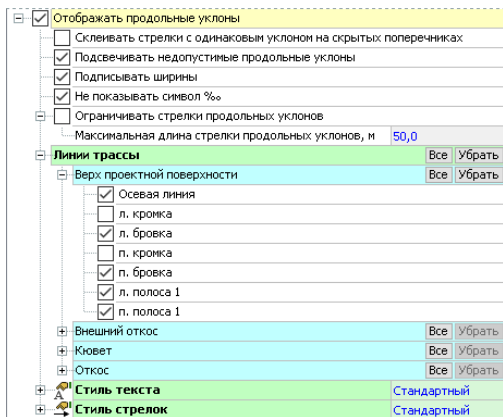 Отображать продольные уклоны
Склеивать стрелки с одинаковым уклоном на скрытых поперечниках
Подсвечивать недопустимые продольные уклоны
Подписывать ширины
Не показывать символ ‰
Ограничивать стрелки продольных уклонов
Максимальная длина стрелки продольных уклонов, м 50,0
Линии трассы Все Убрать
Верх проектной поверхности Все Убрать
Осевая линия
л. кромка
л. бровка
п. кромка
п. бровка
л. полоса 1
п. полоса 1
Внешний откос Все Убрать
Кювет Все Убрать
Откос Все Убрать
Стиль текста Стандартный
Стиль стрелок Стандартный